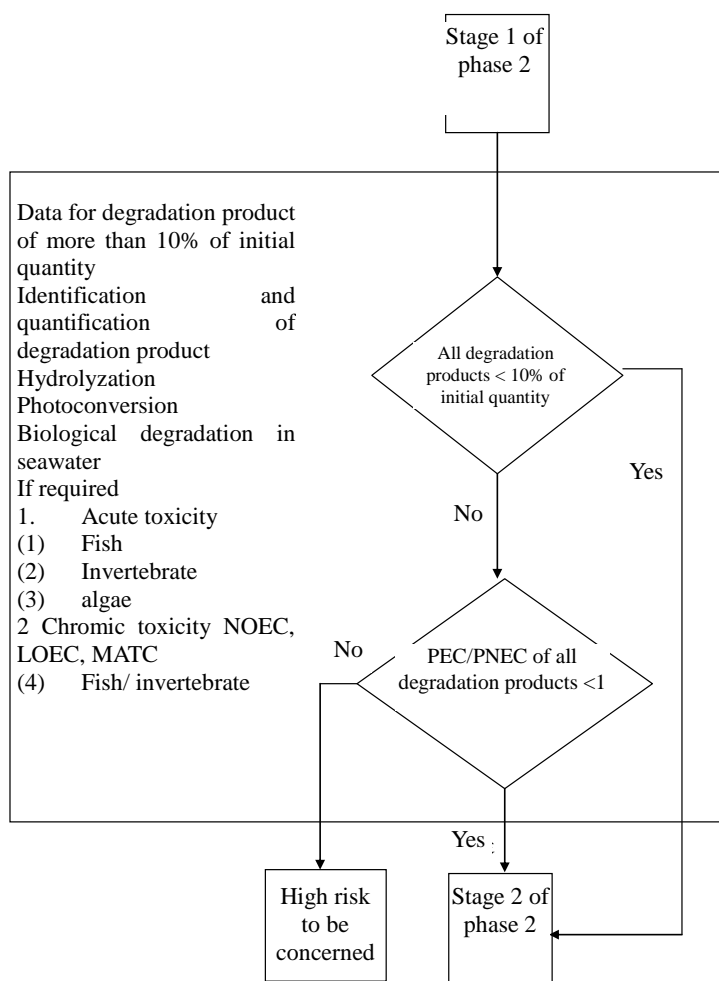 Stage 1 of
phase 2
Data for degradation product
of more than 10% of initial
quantity
Identification and
quantification of
degradation product
Hydrolyzation
Photoconversion
Biological degradation in
seawater
If required
1. Acute toxicity
(1) Fish
(2) Invertebrate
(3) algae
2 Chromic toxicity NOEC,
LOEC, MATC
(4) Fish/ invertebrate
All degradation
products < 10% of
initial quantity
Yes
No
PEC/PNEC of all
degradation products <1
No
Yes :
High risk
to be
concerned
Stage 2 of
phase 2